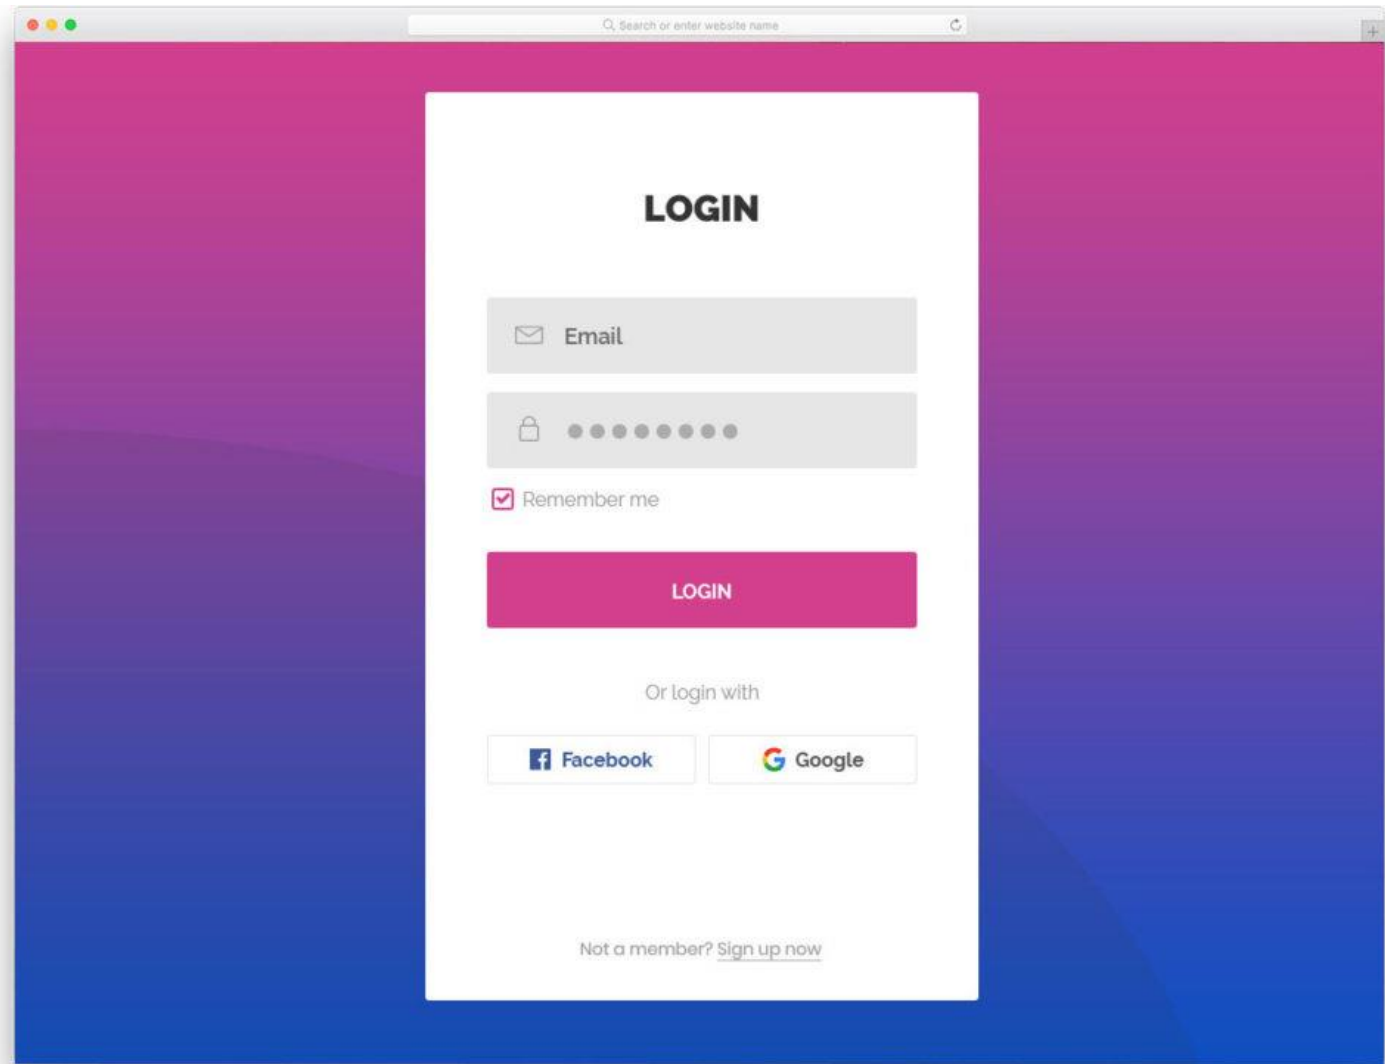 Search or enter website name
LOGIN
Email
Remember me
LOGIN
Or login with
Facebook
Google
Not a member? Sign up now